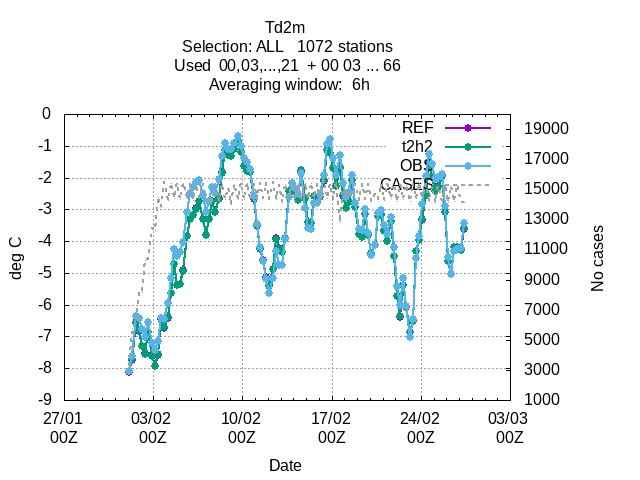 Td2m
Selection: ALL   1072 stations
Used  00,03,...,21  + 00 03 ... 66
Averaging window:  6h
0
-1
-2
-3
-4
-5
-6
-7
-8
-9
deg C
19000
17000
15000
13000
11000
9000
7000
5000
3000
1000
No cases
REF
t2h2
OBS
CASES
27/01
00Z
03/02
00Z
10/02
00Z
17/02
00Z
24/02
00Z
03/03
00Z
Date